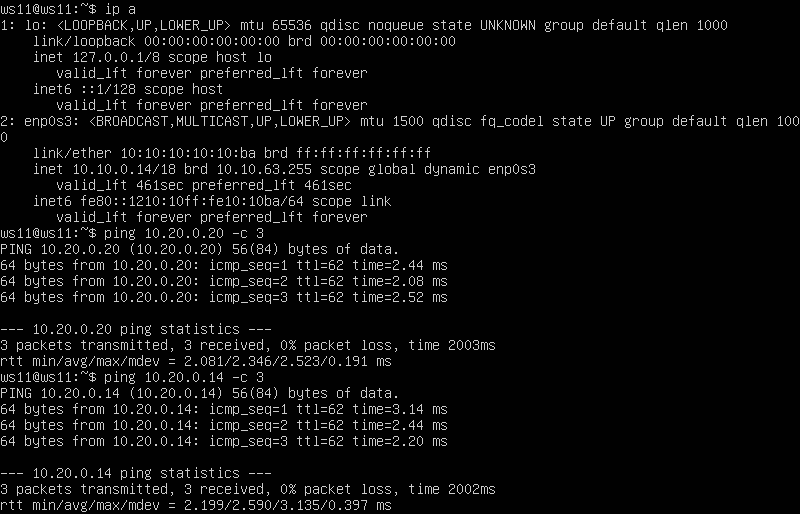 ws11@ws11:~$ ip a
1: lo: <LOOPBACK,UP,LOWER_UP> mtu 65536 qdisc noqueue state UNKNOWN group default qlen 1000
    link/loopback 00:00:00:00:00:00 brd 00:00:00:00:00:00
    inet 127.0.0.1/8 scope host lo
       valid_lft forever preferred_lft forever
    inet6 ::1/128 scope host
       valid_lft forever preferred_lft forever
2: enp0s3: <BROADCAST,MULTICAST,UP,LOWER_UP> mtu 1500 qdisc fq_codel state UP group default qlen 100
0
    link/ether 10:10:10:10:10:ba brd ff:ff:ff:ff:ff:ff
    inet 10.10.0.14/18 brd 10.10.63.255 scope global dynamic enp0s3
       valid_lft 461sec preferred_lft 461sec
    inet6 fe80::1210:10ff:fe10:10ba/64 scope link
       valid_lft forever preferred_lft forever
ws11@ws11:~$ ping 10.20.0.20 -c 3
PING 10.20.0.20 (10.20.0.20) 56(84) bytes of data.
64 bytes from 10.20.0.20: icmp_seq=1 ttl=62 time=2.44 ms
64 bytes from 10.20.0.20: icmp_seq=2 ttl=62 time=2.08 ms
64 bytes from 10.20.0.20: icmp_seq=3 ttl=62 time=2.52 ms

--- 10.20.0.20 ping statistics ---
3 packets transmitted, 3 received, 0% packet loss, time 2003ms
rtt min/avg/max/mdev = 2.081/2.346/2.523/0.191 ms
ws11@ws11:~$ ping 10.20.0.14 -c 3
PING 10.20.0.14 (10.20.0.14) 56(84) bytes of data.
64 bytes from 10.20.0.14: icmp_seq=1 ttl=62 time=3.14 ms
64 bytes from 10.20.0.14: icmp_seq=2 ttl=62 time=2.44 ms
64 bytes from 10.20.0.14: icmp_seq=3 ttl=62 time=2.20 ms

--- 10.20.0.14 ping statistics ---
3 packets transmitted, 3 received, 0% packet loss, time 2002ms
rtt min/avg/max/mdev = 2.199/2.590/3.135/0.397 ms